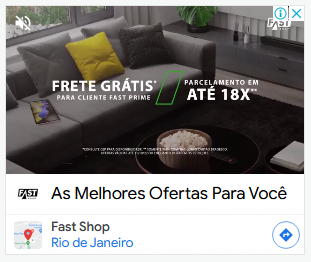 FAST
FRETE GRÁTIS*
PARA CLIENTE FAST PRIME
PARCELAMENTO EM
ATÉ 18X**
FAST
As Melhores Ofertas Para Você
Fast Shop
Rio de Janeiro